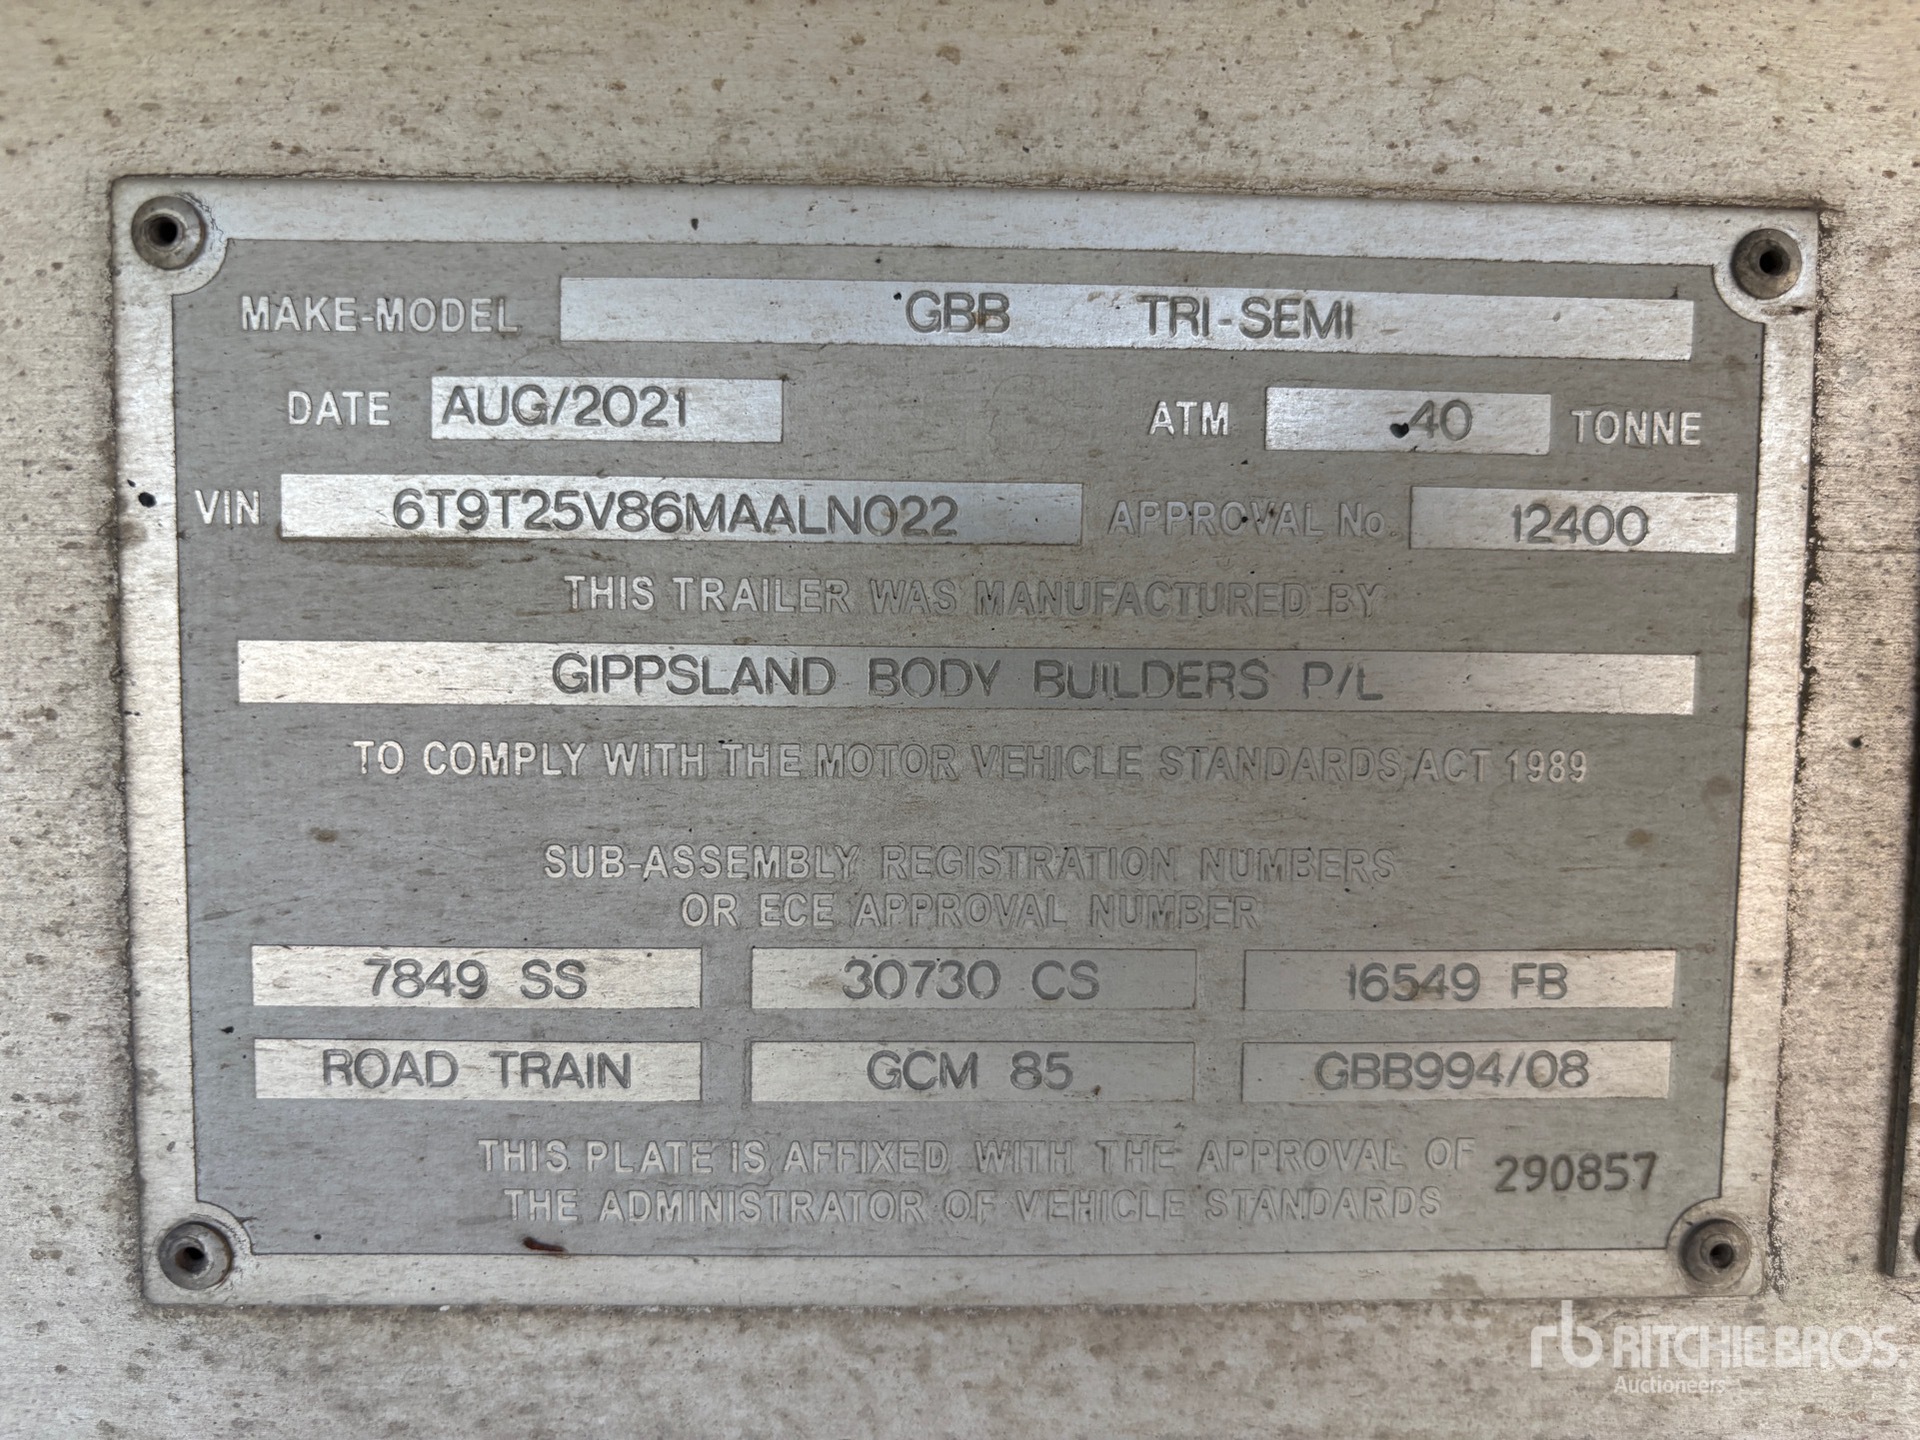 MAKE-MODEL GBB TRI-SEMI
DATE AUG/2021 ATM 40 TONNE
VIN 6T9T25V86MAALN022 APPROVAL No. 12400
THIS TRAILER WAS MANUFACTURED BY
GIPPSLAND BODY BUILDERS P/L
TO COMPLY WITH THE MOTOR VEHICLE STANDARDS ACT 1989
SUB-ASSEMBLY REGISTRATION NUMBERS
OR ECE APPROVAL NUMBER
7849 SS 30730 CS 16549 FB
ROAD TRAIN GCM 85 GBB994/08
THIS PLATE IS AFFIXED WITH THE APPROVAL OF 290857
THE ADMINISTRATOR OF VEHICLE STANDARDS
rb RITCHIE BROS.
Auctioneers